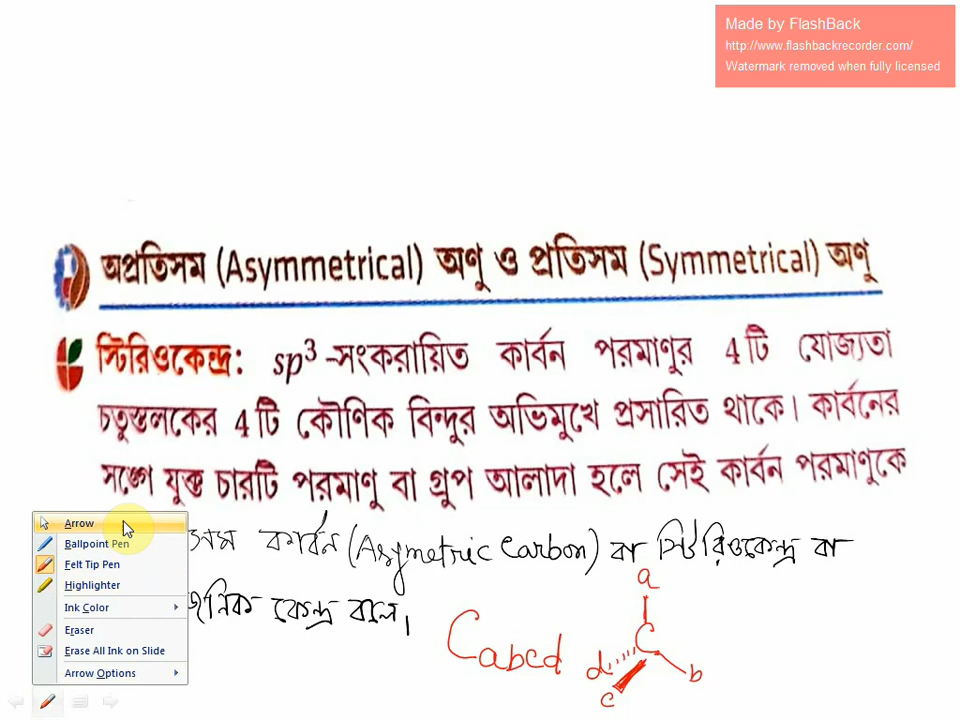 Made by FlashBack
http://www.flashbackrecorder.com/
Watermark removed when fully licensed
অপ্রতিসম (Asymmetrical) অণু ও প্রতিসম (Symmetrical) অণু
স্টিরিওকেন্দ্র: sp³-সংকরায়িত কার্বন পরমাণুর 4টি যোজ্যতা
চতুস্তলকের 4টি কৌণিক বিন্দুর অভিমুখে প্রসারিত থাকে। কার্বনের
সঙ্গে যুক্ত চারটি পরমাণু বা গ্রুপ আলাদা হলে সেই কার্বন পরমাণুকে
কার্বন (Asymetric Carbon) বা স্টিরিওকেন্দ্র বা
কেন্দ্র বলে।
Cabcd
a
C
d
b
c
Arrow
Ballpoint Pen
Felt Tip Pen
Highlighter
Ink Color
Eraser
Erase All Ink on Slide
Arrow Options